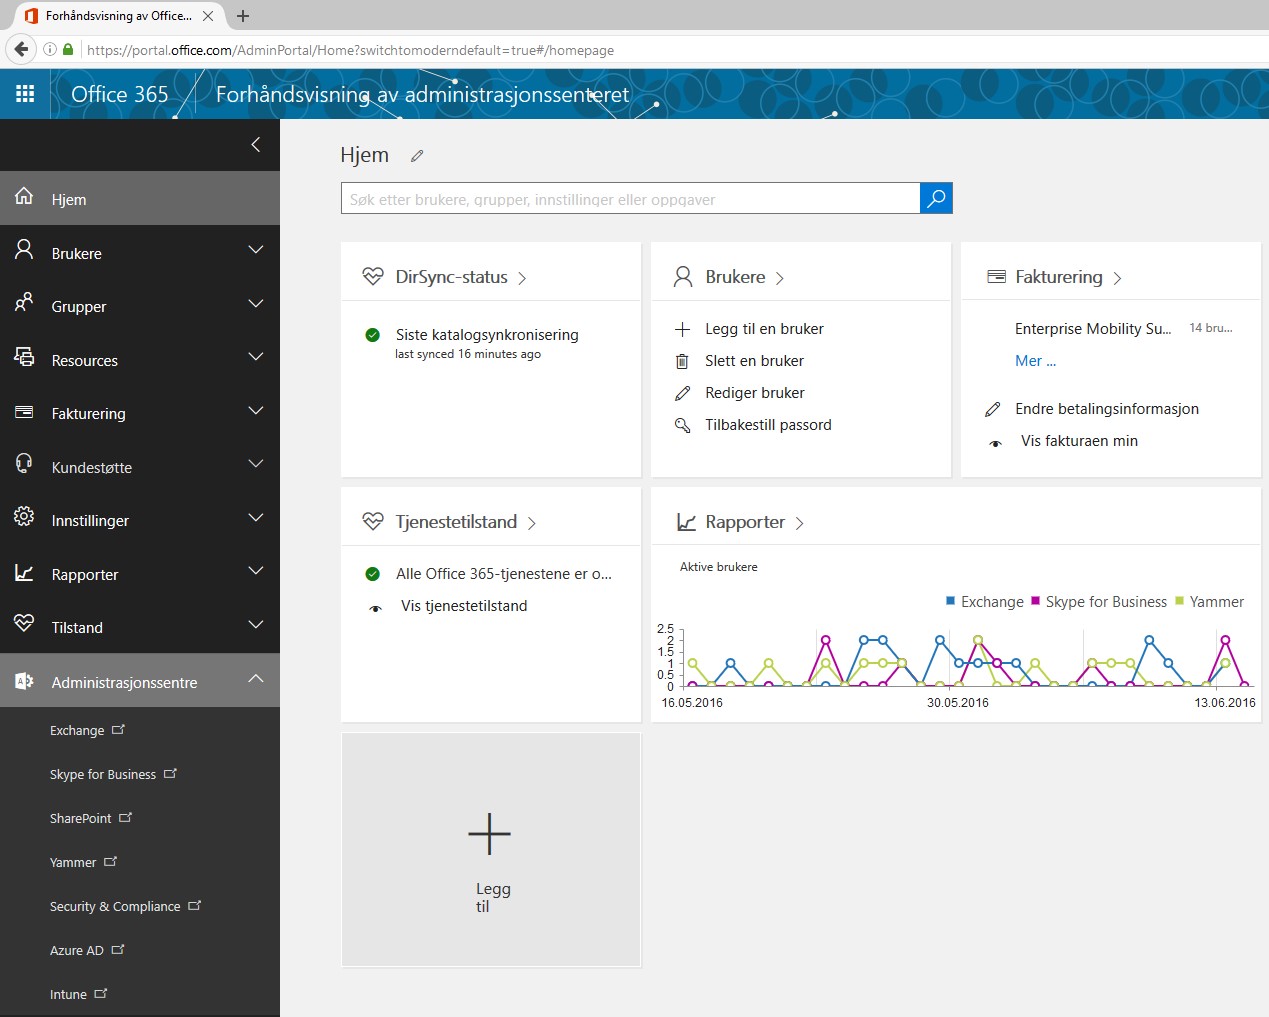 Forhåndsvisning av Office...
https://portal.office.com/AdminPortal/Home?switchtomoderndefault=true#/homepage
Office 365
Forhåndsvisning av administrasjonssenteret
Hjem
Brukere
Grupper
Resources
Fakturering
Kundestøtte
Innstillinger
Rapporter
Tilstand
Administrasjonssentre
Exchange
Skype for Business
SharePoint
Yammer
Security & Compliance
Azure AD
Intune
Hjem
Søk etter brukere, grupper, innstillinger eller oppgaver
DirSync-status
Siste katalogsynkronisering
last synced 16 minutes ago
Brukere
Legg til en bruker
Slett en bruker
Rediger bruker
Tilbakestill passord
Fakturering
Enterprise Mobility Su... 14 bru...
Mer ...
Endre betalingsinformasjon
Vis fakturaen min
Tjenestetilstand
Alle Office 365-tjenestene er o...
Vis tjenestetilstand
Rapporter
Aktive brukere
Exchange Skype for Business Yammer
2.5
2
1.5
1
0.5
0
16.05.2016 30.05.2016 13.06.2016
Legg
til